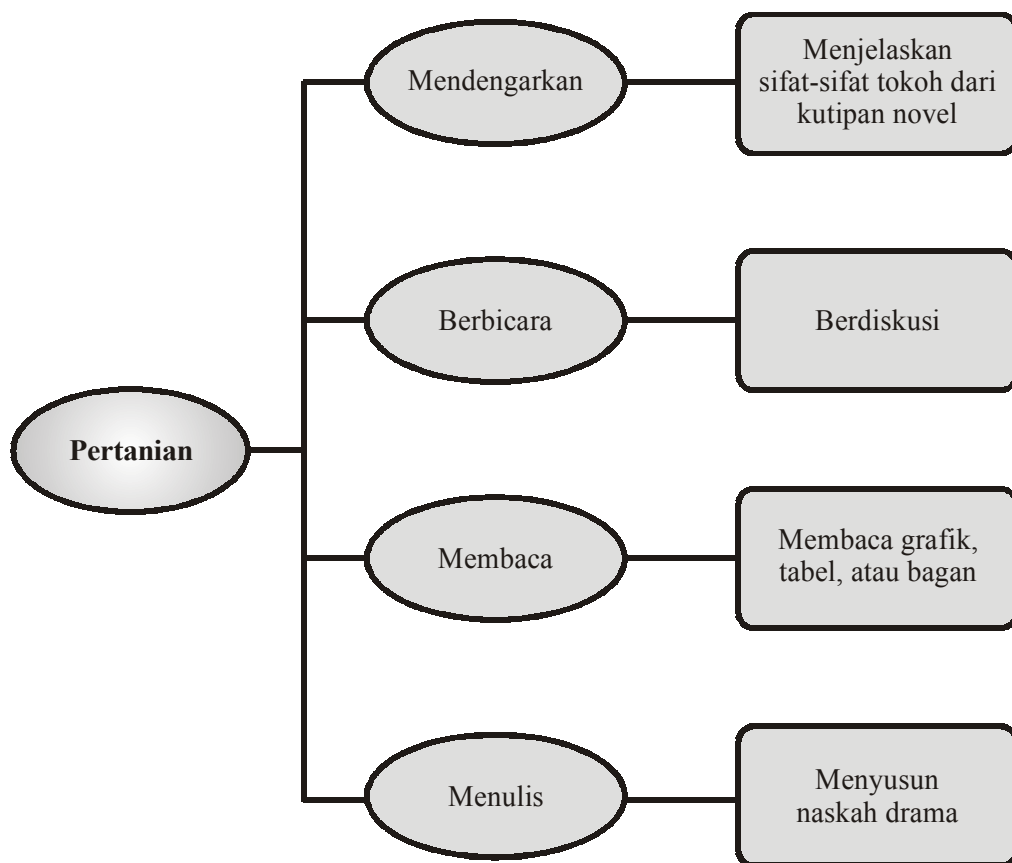 Mendengarkan
Menjelaskan
sifat-sifat tokoh dari
kutipan novel
Berbicara
Berdiskusi
Pertanian
Membaca
Membaca grafik,
tabel, atau bagan
Menulis
Menyusun
naskah drama